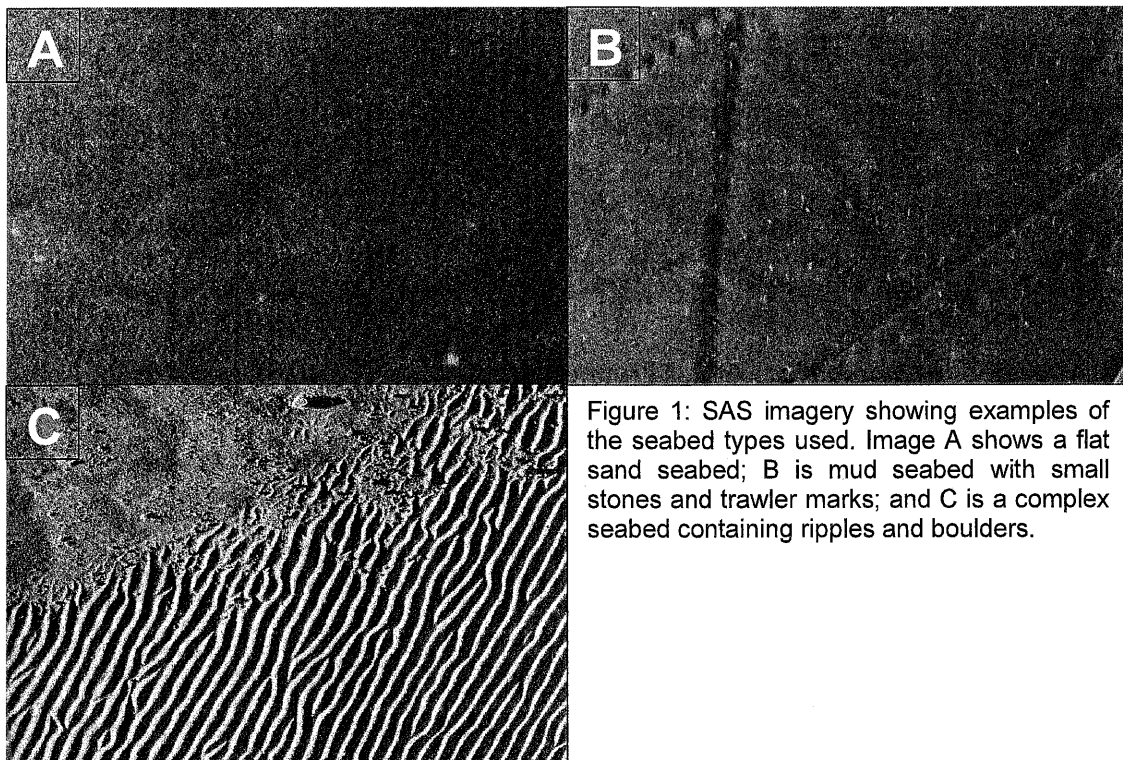 A
B
C
Figure 1: SAS imagery showing examples of
the seabed types used. Image A shows a flat
sand seabed; B is mud seabed with small
stones and trawler marks; and C is a complex
seabed containing ripples and boulders.